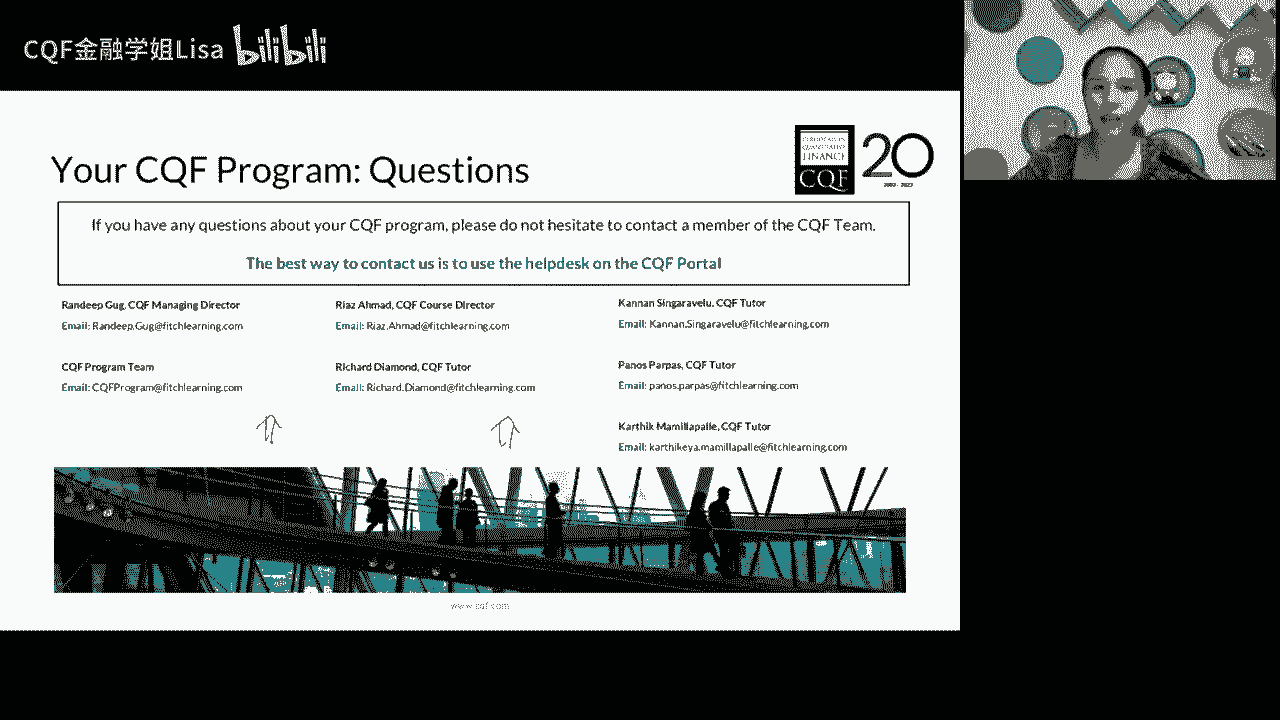 CQF金融学姐Lisa bilibili
Your CQF Program: Questions
CERTIFICATE IN
QUANTITATIVE
FINANCE
CQF
20
If you have any questions about your CQF program, please do not hesitate to contact a member of the CQF Team.
The best way to contact us is to use the helpdesk on the CQF Portal
Randeep Gug, CQF Managing Director
Email: Randeep.Gug@fitchlearning.com
CQF Program Team
Email: CQFProgram@fitchlearning.com
Riaz Ahmad, CQF Course Director
Email: Riaz.Ahmad@fitchlearning.com
Richard Diamond, CQF Tutor
Email: Richard.Diamond@fitchlearning.com
Kannan Singaravelu, CQF Tutor
Email: Kannan.Singaravelu@fitchlearning.com
Panos Parpas, CQF Tutor
Email: panos.parpas@fitchlearning.com
Karthik Mamillapalle, CQF Tutor
Email: karthikeya.mamillapalle@fitchlearning.com
www.cqf.com